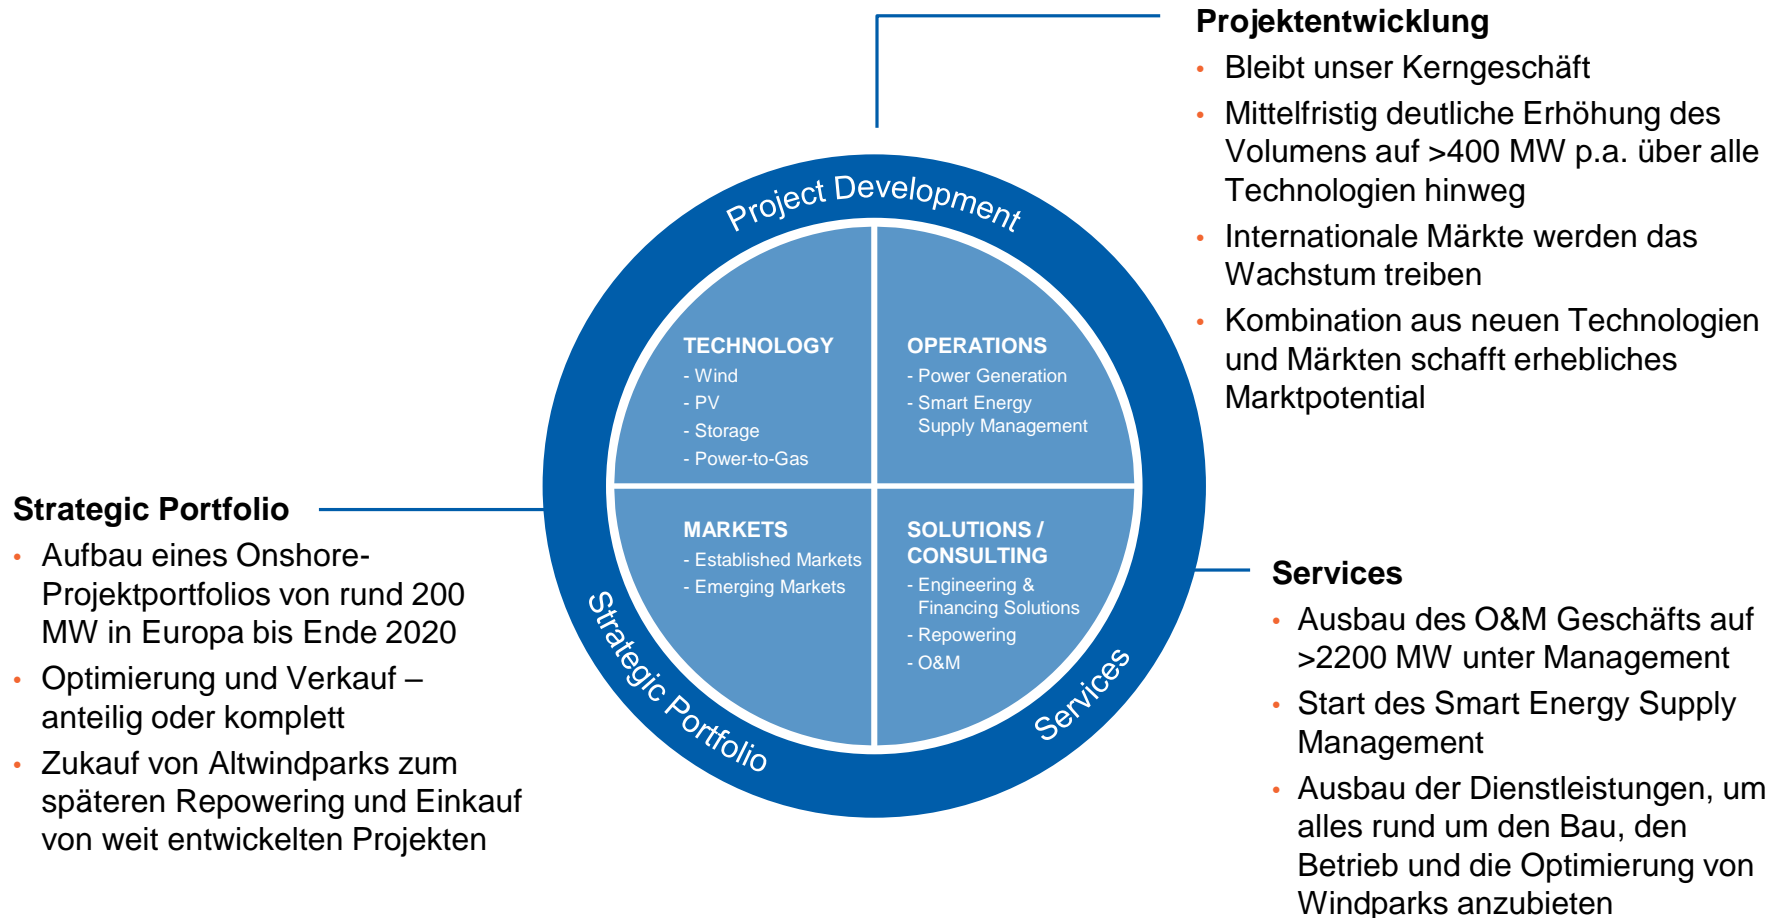 Projektentwicklung
• Bleibt unser Kerngeschäft
• Mittelfristig deutliche Erhöhung des
Volumens auf >400 MW p.a. über alle
Technologien hinweg
• Internationale Märkte werden das
Wachstum treiben
• Kombination aus neuen Technologien
und Märkten schafft erhebliches
Marktpotential
Project Development
TECHNOLOGY
- Wind
- PV
- Storage
- Power-to-Gas
OPERATIONS
- Power Generation
- Smart Energy
Supply Management
MARKETS
- Established Markets
- Emerging Markets
SOLUTIONS /
CONSULTING
- Engineering &
Financing Solutions
- Repowering
- O&M
Strategic Portfolio
Services
Strategic Portfolio
• Aufbau eines Onshore-
Projektportfolios von rund 200
MW in Europa bis Ende 2020
• Optimierung und Verkauf –
anteilig oder komplett
• Zukauf von Altwindparks zum
späteren Repowering und Einkauf
von weit entwickelten Projekten
Services
• Ausbau des O&M Geschäfts auf
>2200 MW unter Management
• Start des Smart Energy Supply
Management
• Ausbau der Dienstleistungen, um
alles rund um den Bau, den
Betrieb und die Optimierung von
Windparks anzubieten